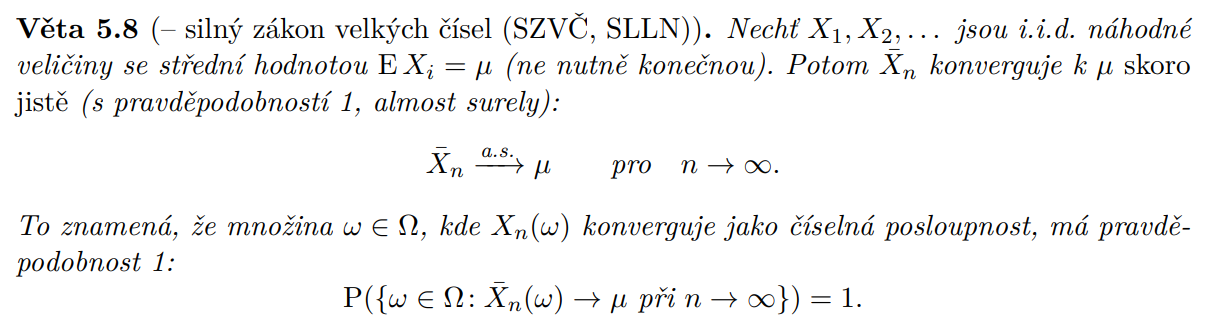 Věta 5.8 (– silný zákon velkých čísel (SZVČ, SLLN)). Nechť X₁, X₂, … jsou i.i.d. náhodné
veličiny se střední hodnotou E Xᵢ = μ (ne nutně konečnou). Potom X̄ₙ konverguje k μ skoro
jistě (s pravděpodobností 1, almost surely):
X̄ₙ —a.s.→ μ pro n → ∞.
To znamená, že množina ω ∈ Ω, kde Xₙ(ω) konverguje jako číselná posloupnost, má pravdě-
podobnost 1:
P({ω ∈ Ω: X̄ₙ(ω) → μ při n → ∞}) = 1.